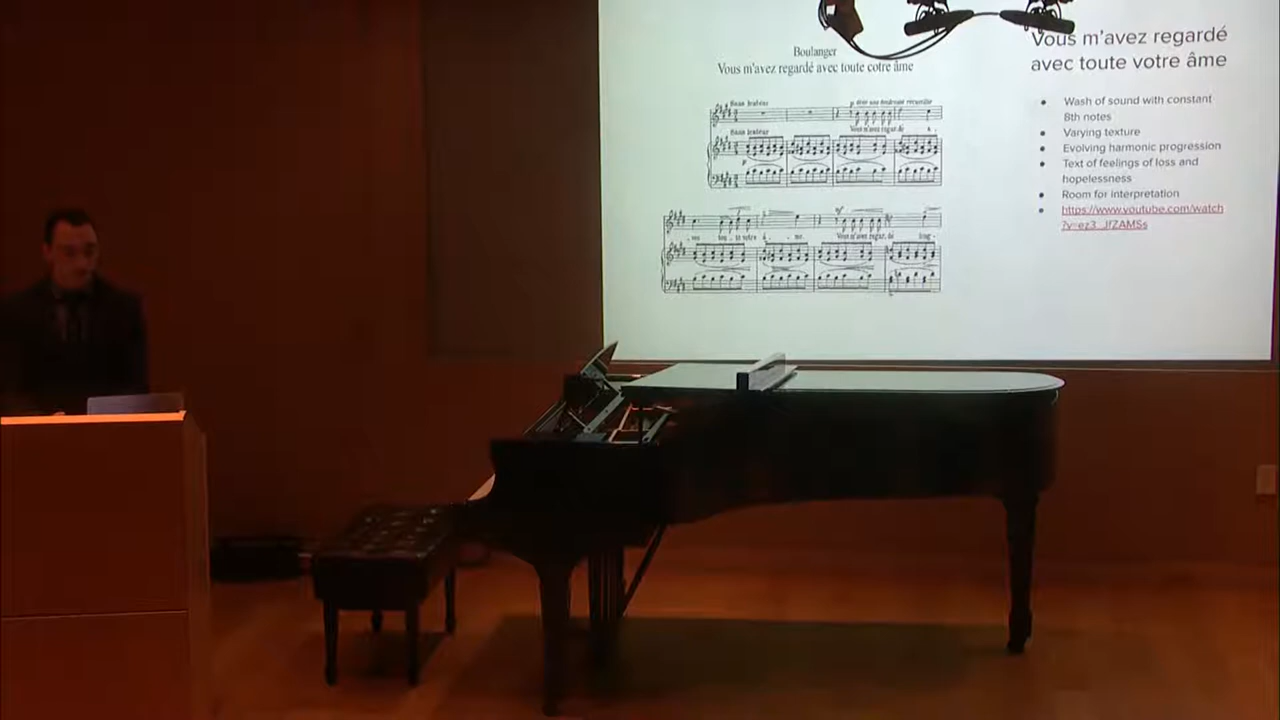 Boulanger
Vous m'avez regardé avec toute votre âme
Vous m'avez regardé
avec toute votre âme
• Wash of sound with constant
8th notes
• Varying texture
• Evolving harmonic progression
• Text of feelings of loss and
hopelessness
• Room for interpretation
• https://www.youtube.com/watch
?v=ez3_JfZAMSs